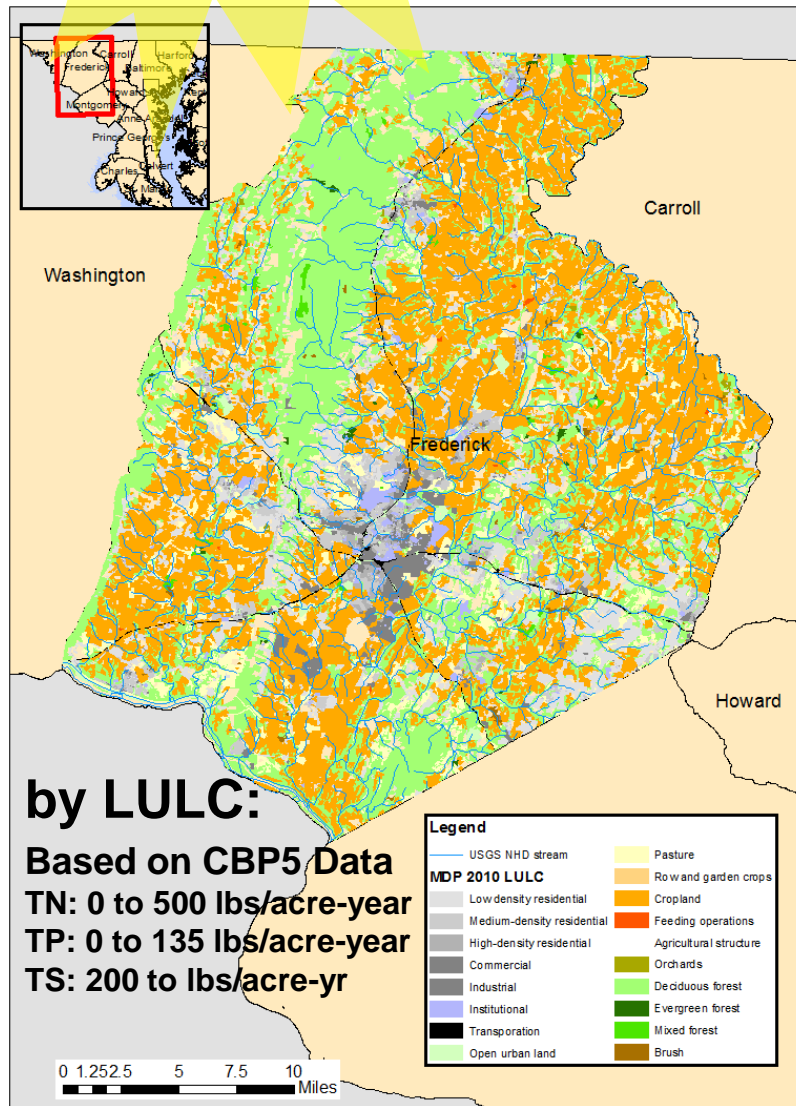 Washington
Carroll
Harford
Frederick
Baltimore
Howard
Montgomery
Anne Arundel
Prince George's
Charles
Carroll
Washington
Frederick
Howard
by LULC:
Based on CBP5 Data
TN: 0 to 500 lbs/acre-year
TP: 0 to 135 lbs/acre-year
TS: 200 to lbs/acre-yr
0 1.25 2.5 5 7.5 10
Miles
Legend
USGS NHD stream
MDP 2010 LULC
Low density residential
Medium-density residential
High-density residential
Commercial
Industrial
Institutional
Transporation
Open urban land
Pasture
Row and garden crops
Cropland
Feeding operations
Agricultural structure
Orchards
Deciduous forest
Evergreen forest
Mixed forest
Brush